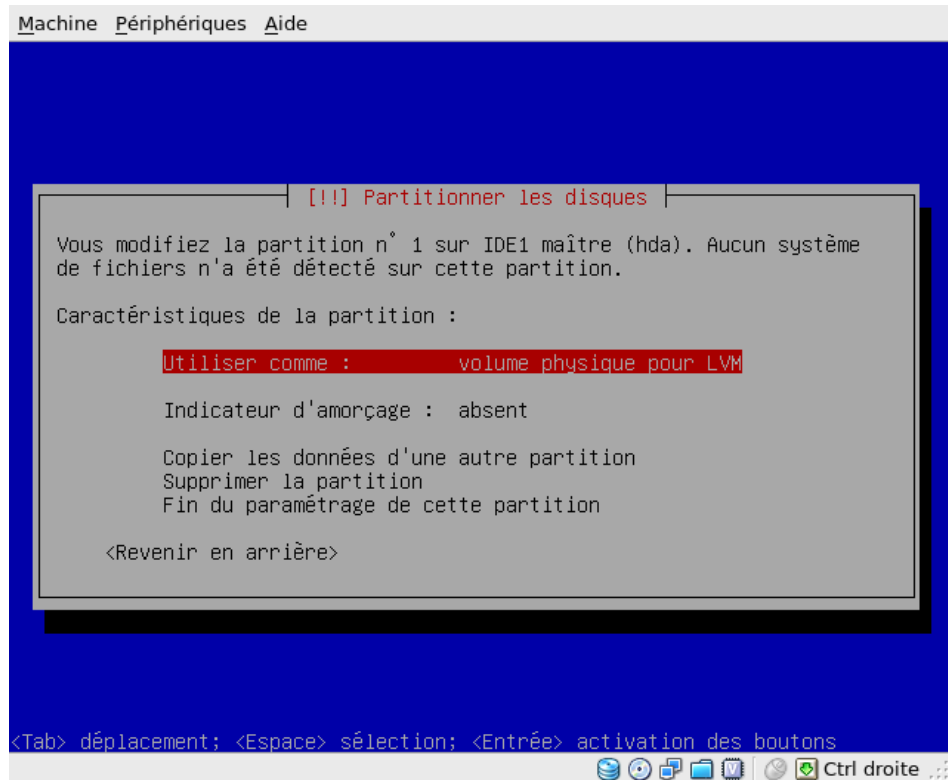 Machine Périphériques Aide
[!!] Partitionner les disques
Vous modifiez la partition n° 1 sur IDE1 maître (hda). Aucun système
de fichiers n'a été détecté sur cette partition.
Caractéristiques de la partition :
Utiliser comme : volume physique pour LVM
Indicateur d'amorçage : absent
Copier les données d'une autre partition
Supprimer la partition
Fin du paramétrage de cette partition
<Revenir en arrière>
<Tab> déplacement; <Espace> sélection; <Entrée> activation des boutons
Ctrl droite